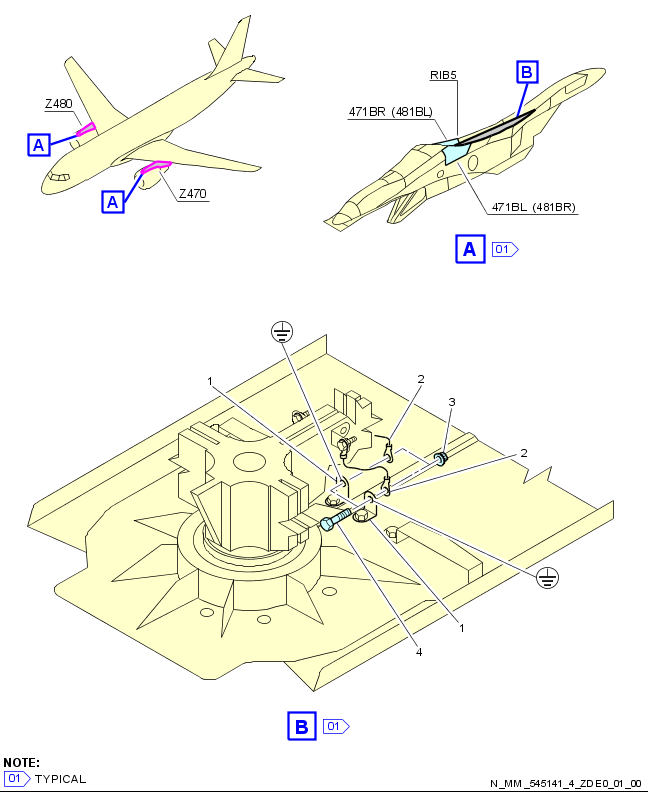 Z480
A
A
Z470
RIB5
B
471BR (481BL)
471BL (481BR)
A 01
1
2
3
2
1
4
B 01
NOTE:
01 TYPICAL
N_MM_545141_4_ZDE0_01_00